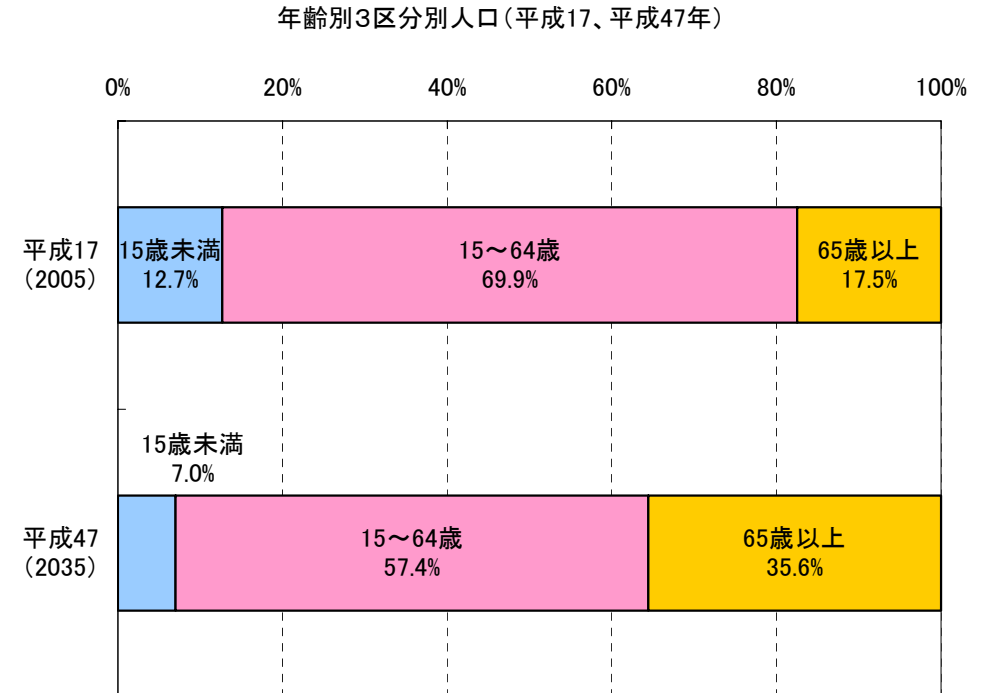 年齢別３区分別人口（平成17、平成47年）
0% 20% 40% 60% 80% 100%
平成17
（2005）
15歳未満
12.7%
15～64歳
69.9%
65歳以上
17.5%
15歳未満
7.0%
平成47
（2035）
15～64歳
57.4%
65歳以上
35.6%